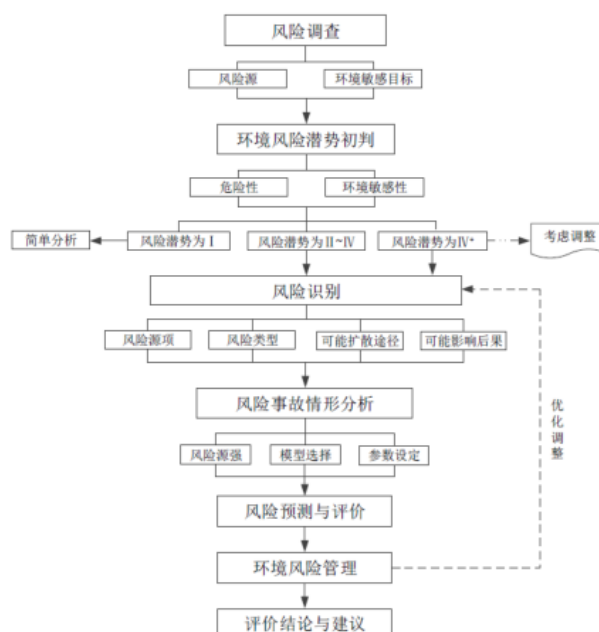 风险调查
风险源
环境敏感目标
环境风险潜势初判
危险性
环境敏感性
简单分析
风险潜势为Ⅰ
风险潜势为Ⅱ~Ⅳ
风险潜势为Ⅳ+
考虑调整
风险识别
风险源项
风险类型
可能扩散途径
可能影响后果
风险事故情形分析
优化调整
风险源强
模型选择
参数设定
风险预测与评价
环境风险管理
评价结论与建议